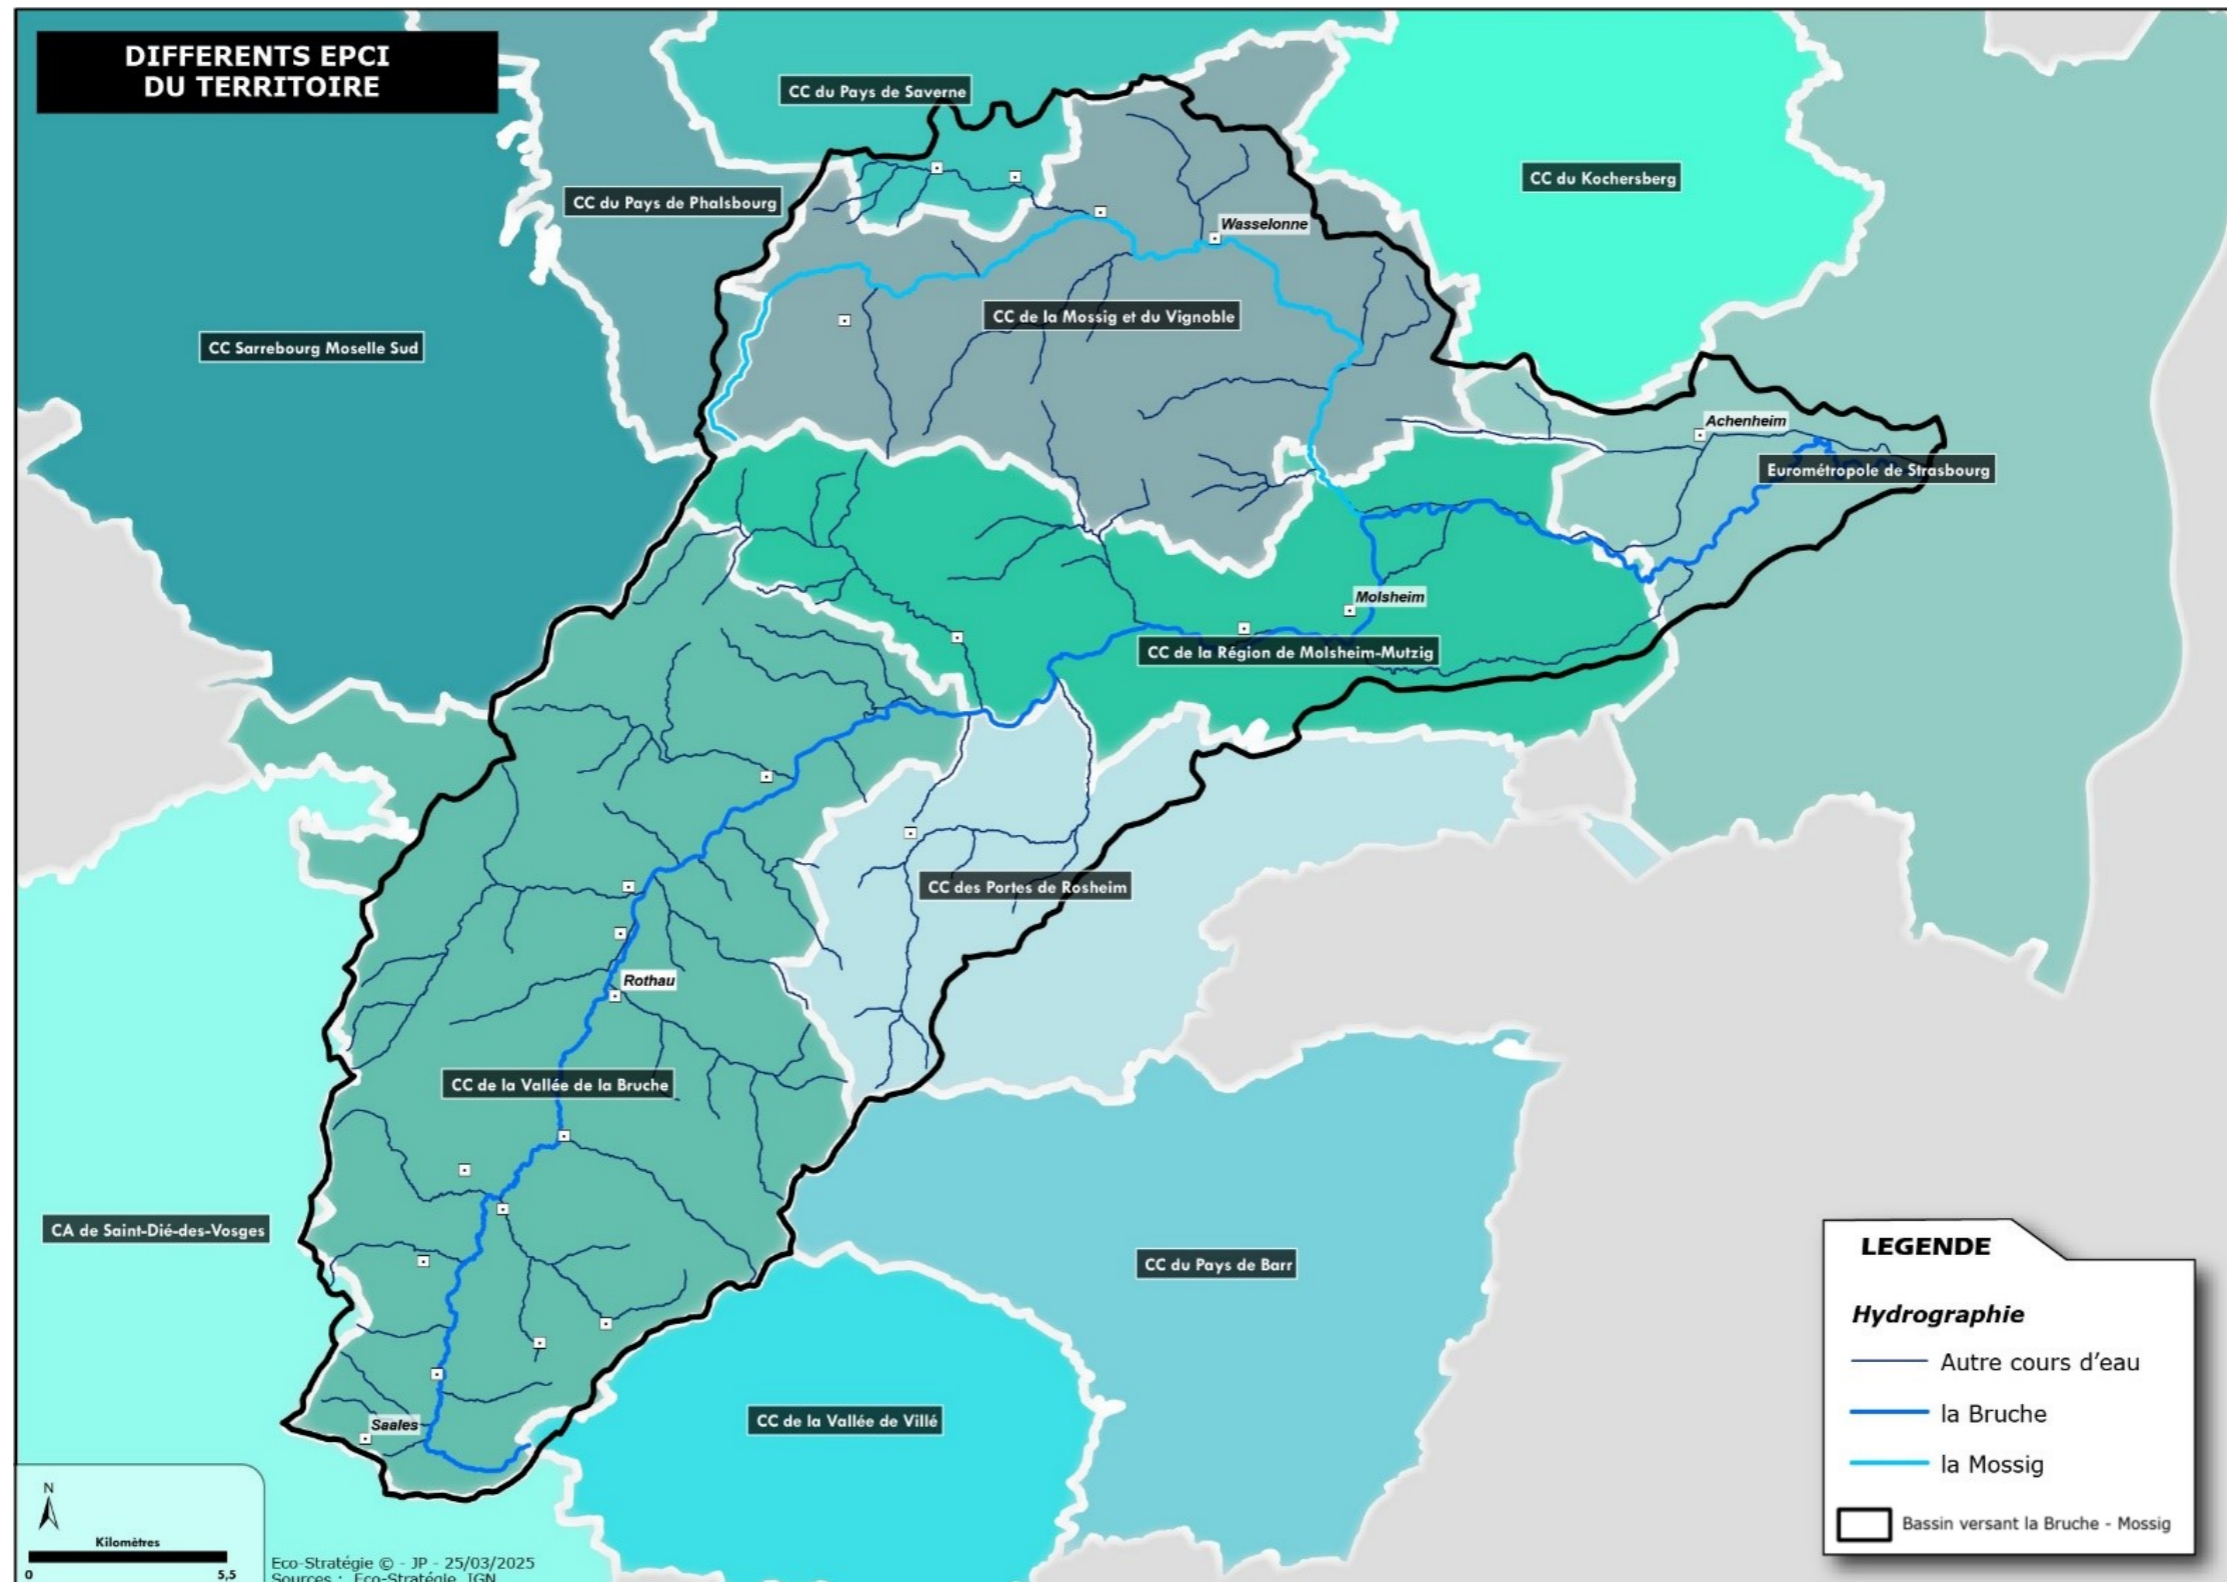 DIFFERENTS EPCI
DU TERRITOIRE
CC du Pays de Saverne
CC du Kochersberg
CC du Pays de Phalsbourg
Wasselonne
CC de la Mossig et du Vignoble
CC Sarrebourg Moselle Sud
Achenheim
Eurométropole de Strasbourg
Molsheim
CC de la Région de Molsheim-Mutzig
CC des Portes de Rosheim
Rothau
CC de la Vallée de la Bruche
CA de Saint-Dié-des-Vosges
CC du Pays de Barr
CC de la Vallée de Villé
Saales
LEGENDE
Hydrographie
Autre cours d'eau
la Bruche
la Mossig
Bassin versant la Bruche - Mossig
N
Kilomètres
0 5,5
Eco-Stratégie © - JP - 25/03/2025
Sources : Eco-Stratégie, IGN